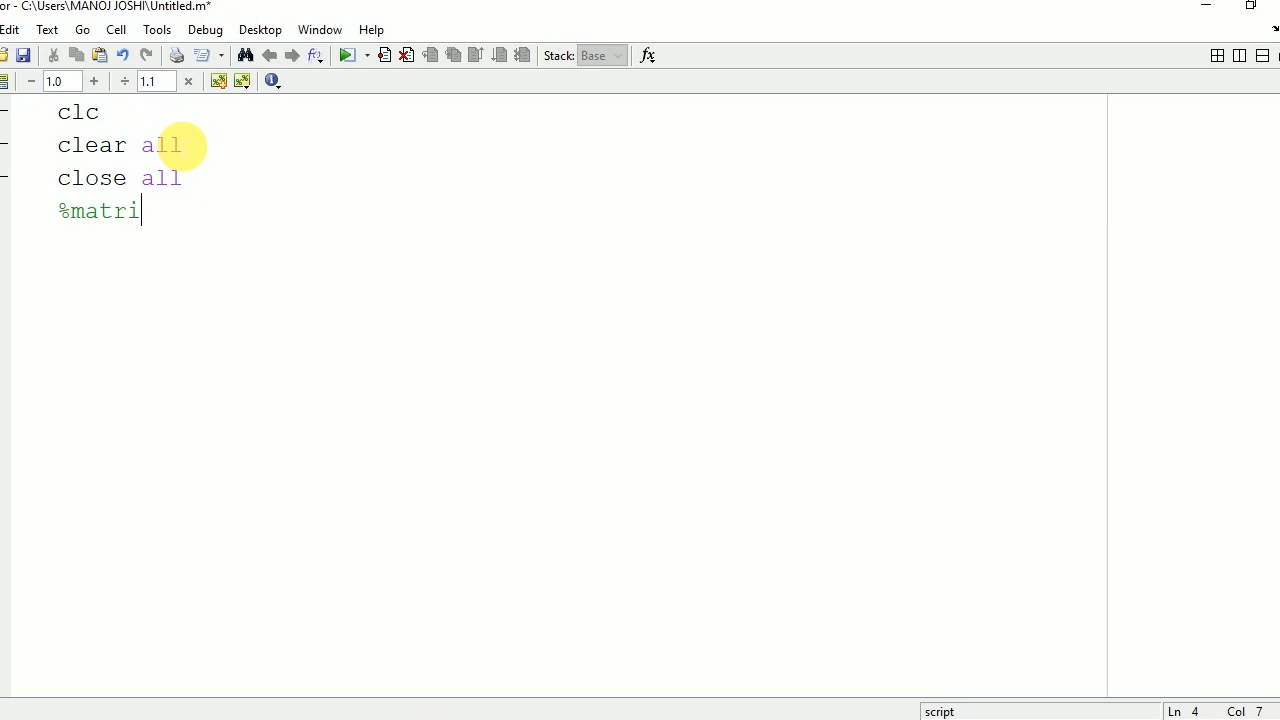 or - C:\Users\MANOJ JOSHI\Untitled.m*
Edit Text Go Cell Tools Debug Desktop Window Help
Stack: Base fx
− 1.0 + ÷ 1.1 ×
clc
clear all
close all
%matri
script Ln 4 Col 7